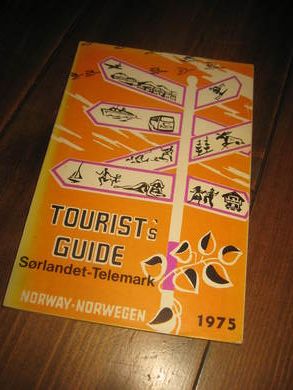 TOURIST's
GUIDE
Sørlandet-Telemark
NORWAY-NORWEGEN
1975